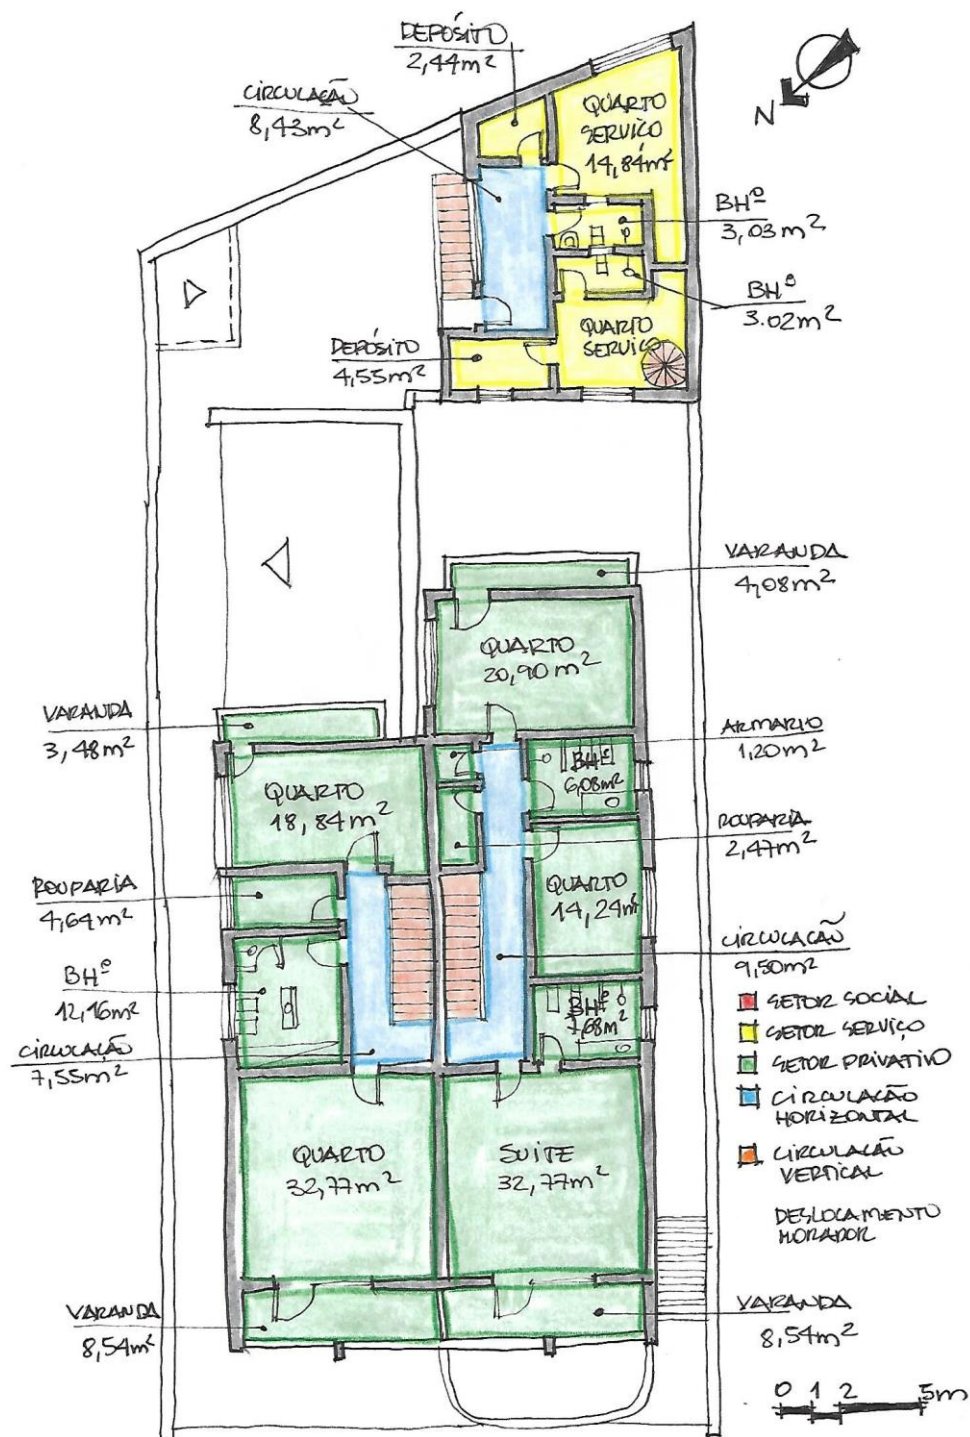 DEPÓSITO
2,44m²
CIRCULAÇÃO
8,43m²
QUARTO
SERVIÇO
14,84m²
N
BHº
3,03m²
BHº
3.02m²
QUARTO
SERVIÇO
DEPÓSITO
4,55m²
VARANDA
4,08m²
QUARTO
20,90m²
VARANDA
3,48m²
ARMARIO
1,20m²
BHº
6,08m²
QUARTO
18,84m²
ROUPARIA
2,47m²
ROUPARIA
4,64m²
QUARTO
14,24m²
CIRCULAÇÃO
9,50m²
BHº
12,16m²
BHº
7,68m²
CIRCULAÇÃO
7,55m²
SETOR SOCIAL
SETOR SERVIÇO
SETOR PRIVATIVO
CIRCULAÇÃO
HORIZONTAL
CIRCULAÇÃO
VERTICAL
DESLOCAMENTO
MORADOR
QUARTO
32,77m²
SUITE
32,77m²
VARANDA
8,54m²
VARANDA
8,54m²
0 1 2 5m